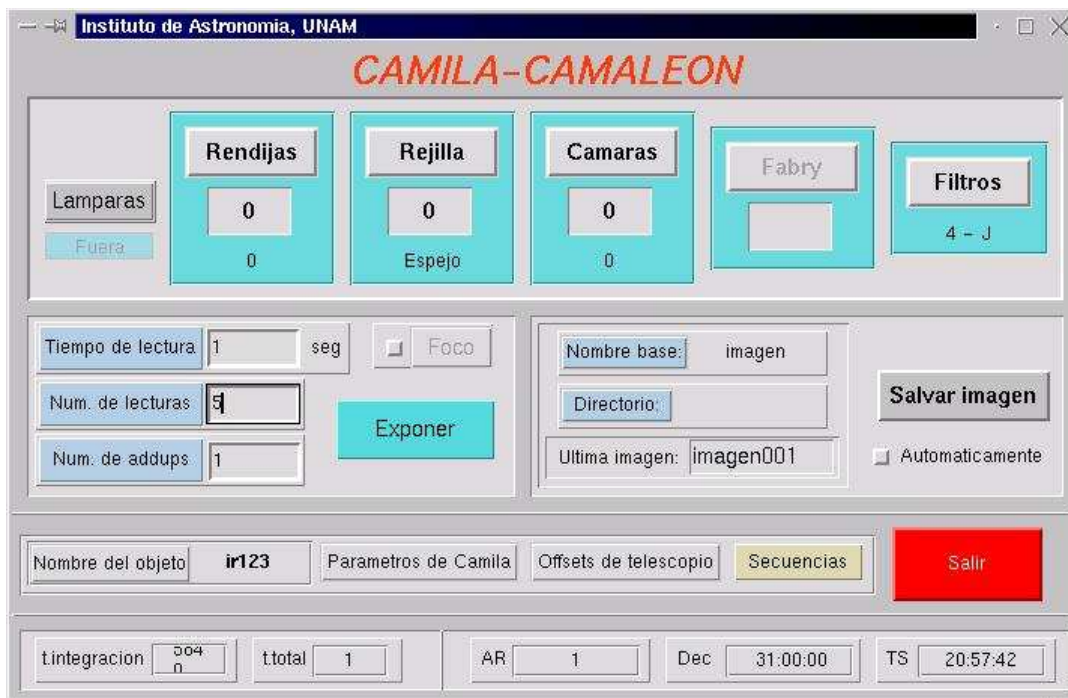 Instituto de Astronomia, UNAM
CAMILA-CAMALEON
Lamparas
Fuera
Rendijas
0
0
Rejilla
0
Espejo
Camaras
0
0
Fabry
Filtros
4 - J
Tiempo de lectura 1 seg
Foco
Num. de lecturas 5
Exponer
Num. de addups 1
Nombre base: imagen
Directorio:
Ultima imagen: imagen001
Salvar imagen
Automaticamente
Nombre del objeto ir123
Parametros de Camila
Offsets de telescopio
Secuencias
Salir
t.integracion
t.total 1
AR 1
Dec 31:00:00
TS 20:57:42